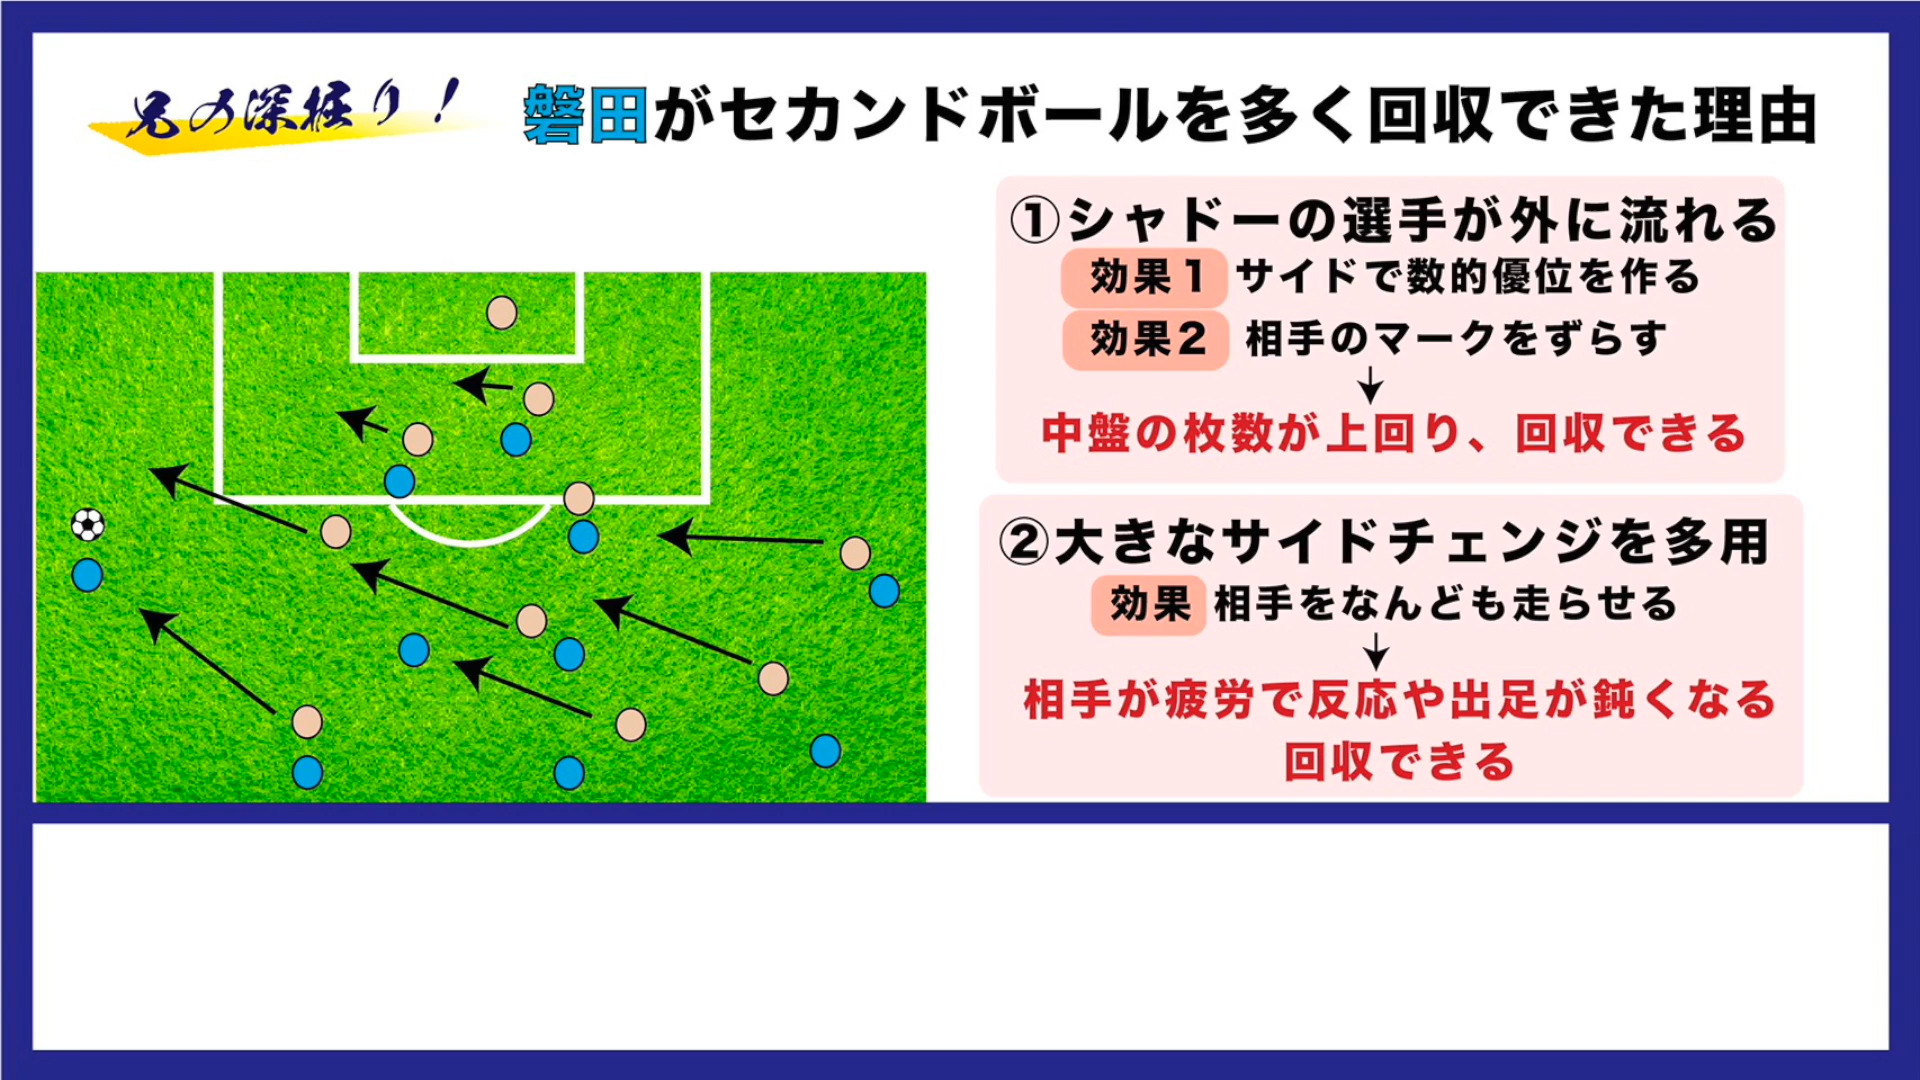 兄の深掘り!
磐田がセカンドボールを多く回収できた理由
①シャドーの選手が外に流れる
効果1 サイドで数的優位を作る
効果2 相手のマークをずらす
↓
中盤の枚数が上回り、回収できる
②大きなサイドチェンジを多用
効果 相手をなんども走らせる
↓
相手が疲労で反応や出足が鈍くなる
回収できる